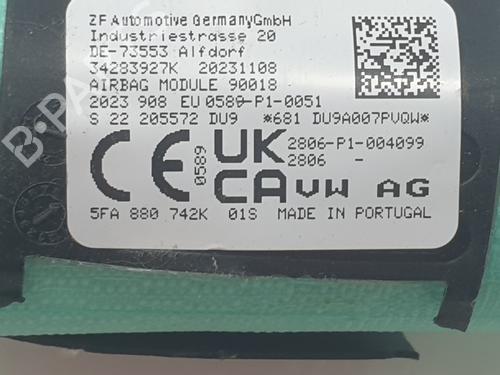 ZF Automotive GermanyGmbH
Industriestrasse 20
DE-73553 Alfdorf
34283927K 20231108
AIRBAG MODULE 90018
2023 908 EU0589-P1-0051
S 22 205572 DU9 *681 DU9A007PVQW*
CE 0589 UK CA 2806-P1-004099
2806 -
VW AG
5FA 880 742K 01S MADE IN PORTUGAL
B-PARTS